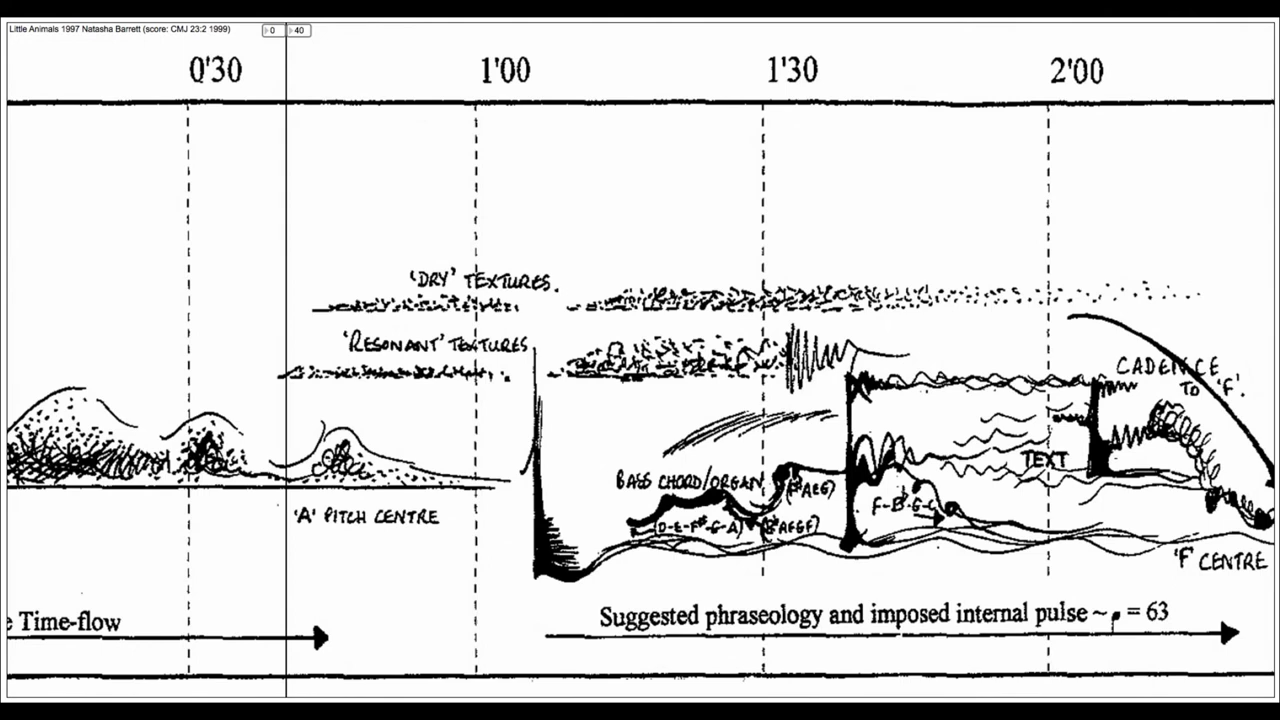 Little Animals 1997 Natasha Barrett (score: CMJ 23:2 1999)
0 40
0'30 1'00 1'30 2'00
'DRY' TEXTURES.
'RESONANT' TEXTURES
CADENCE
TO 'F'.
TEXT
BASS CHORD/ORGAN
(D-E-F#-G-A)
F-B♭-G-C
'A' PITCH CENTRE
'F' CENTRE
e Time-flow
Suggested phraseology and imposed internal pulse ~ ♩ = 63